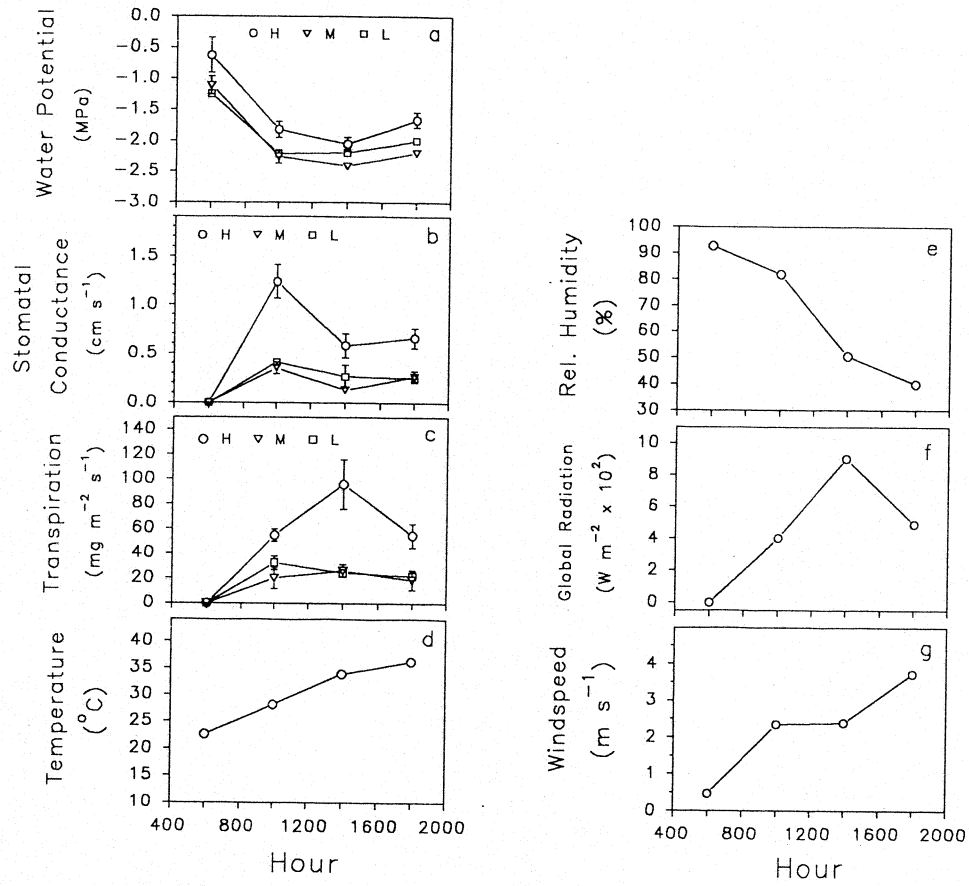 0.0
−0.5
−1.0
−1.5
−2.0
−2.5
−3.0
Water Potential
(MPa)
H M L a
1.5
1.0
0.5
0.0
Stomatal
Conductance
(cm s⁻¹)
H M L b
140
120
100
80
60
40
20
0
Transpiration
(mg m⁻² s⁻¹)
H M L c
40
35
30
25
20
15
10
Temperature
(°C)
d
400 800 1200 1600 2000
Hour
100
90
80
70
60
50
40
30
Rel. Humidity
(%)
e
10
8
6
4
2
0
Global Radiation
(W m⁻² x 10²)
f
4
3
2
1
0
Windspeed
(m s⁻¹)
g
400 800 1200 1600 2000
Hour